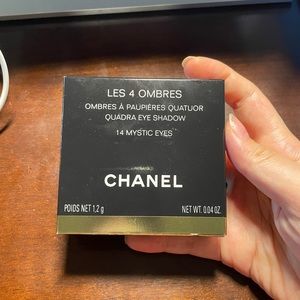 LES 4 OMBRES
OMBRES À PAUPIÈRES QUATUOR
QUADRA EYE SHADOW
14 MYSTIC EYES
CHANEL
POIDS NET 1,2 g NET WT. 0.04 OZ.